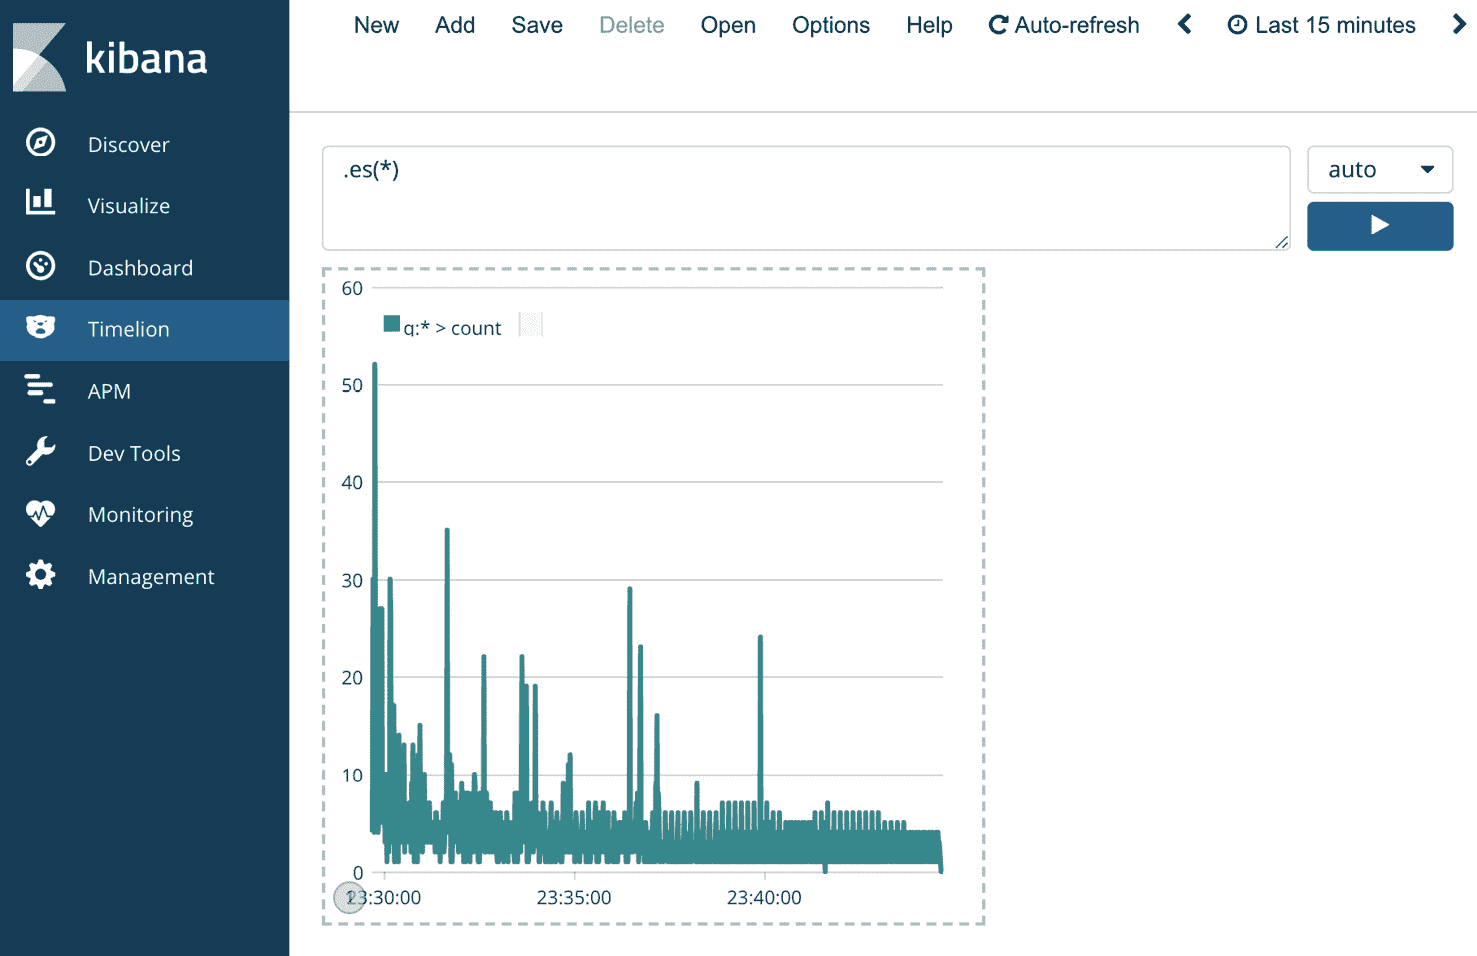 kibana
New Add Save Delete Open Options Help Auto-refresh Last 15 minutes
Discover
Visualize
Dashboard
Timelion
APM
Dev Tools
Monitoring
Management
.es(*)
auto
60
q:* > count
50
40
30
20
10
0
23:30:00 23:35:00 23:40:00